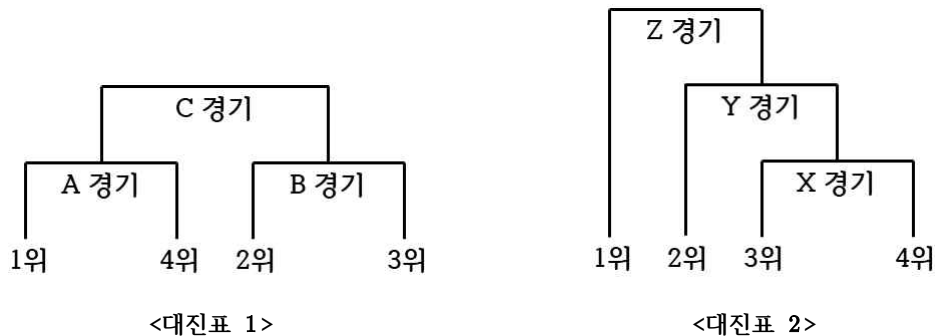 Z 경기
C 경기
Y 경기
A 경기 B 경기
X 경기
1위 4위 2위 3위
1위 2위 3위 4위
<대진표 1>
<대진표 2>